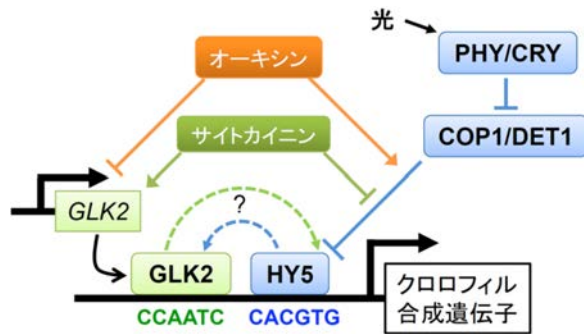 光
PHY/CRY
オーキシン
COP1/DET1
サイトカイニン
GLK2
?
GLK2
HY5
クロロフィル
合成遺伝子
CCAATC
CACGTG